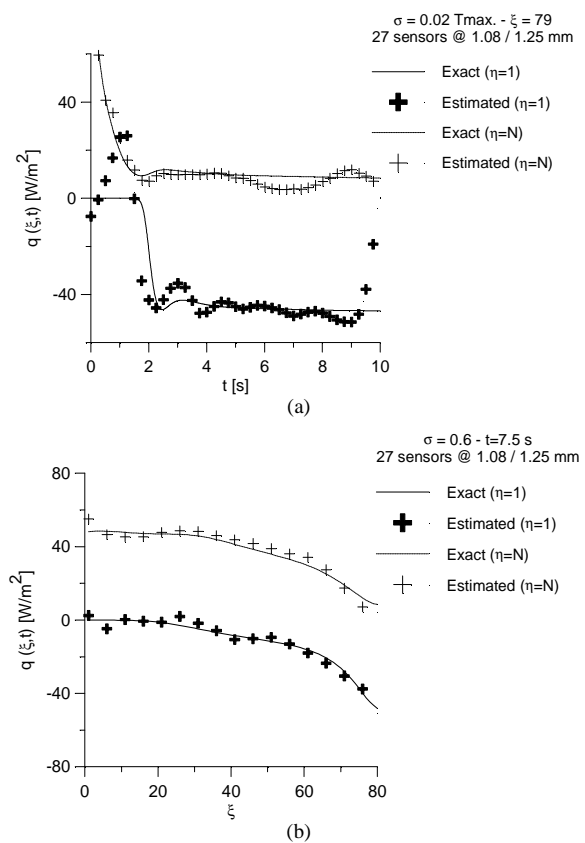 σ = 0.02 Tmax. - ξ = 79
27 sensors @ 1.08 / 1.25 mm
Exact (η=1)
Estimated (η=1)
Exact (η=N)
Estimated (η=N)
q (ξ,t) [W/m²]
40
0
-40
0 2 4 6 8 10
t [s]
(a)
σ = 0.6 - t=7.5 s
27 sensors @ 1.08 / 1.25 mm
Exact (η=1)
Estimated (η=1)
Exact (η=N)
Estimated (η=N)
q (ξ,t) [W/m²]
80
40
0
-40
-80
0 20 40 60 80
ξ
(b)